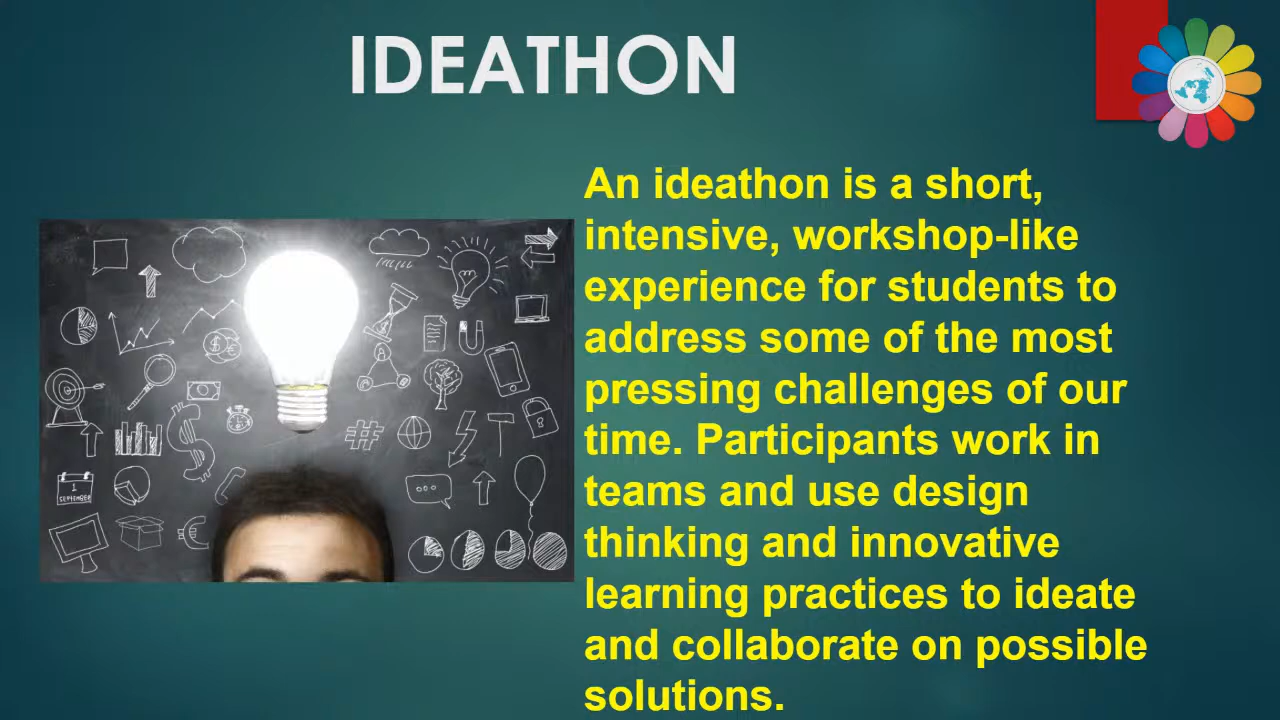 IDEATHON
An ideathon is a short,
intensive, workshop-like
experience for students to
address some of the most
pressing challenges of our
time. Participants work in
teams and use design
thinking and innovative
learning practices to ideate
and collaborate on possible
solutions.
$
€
A
#
$
1
SEPTEMBER
€